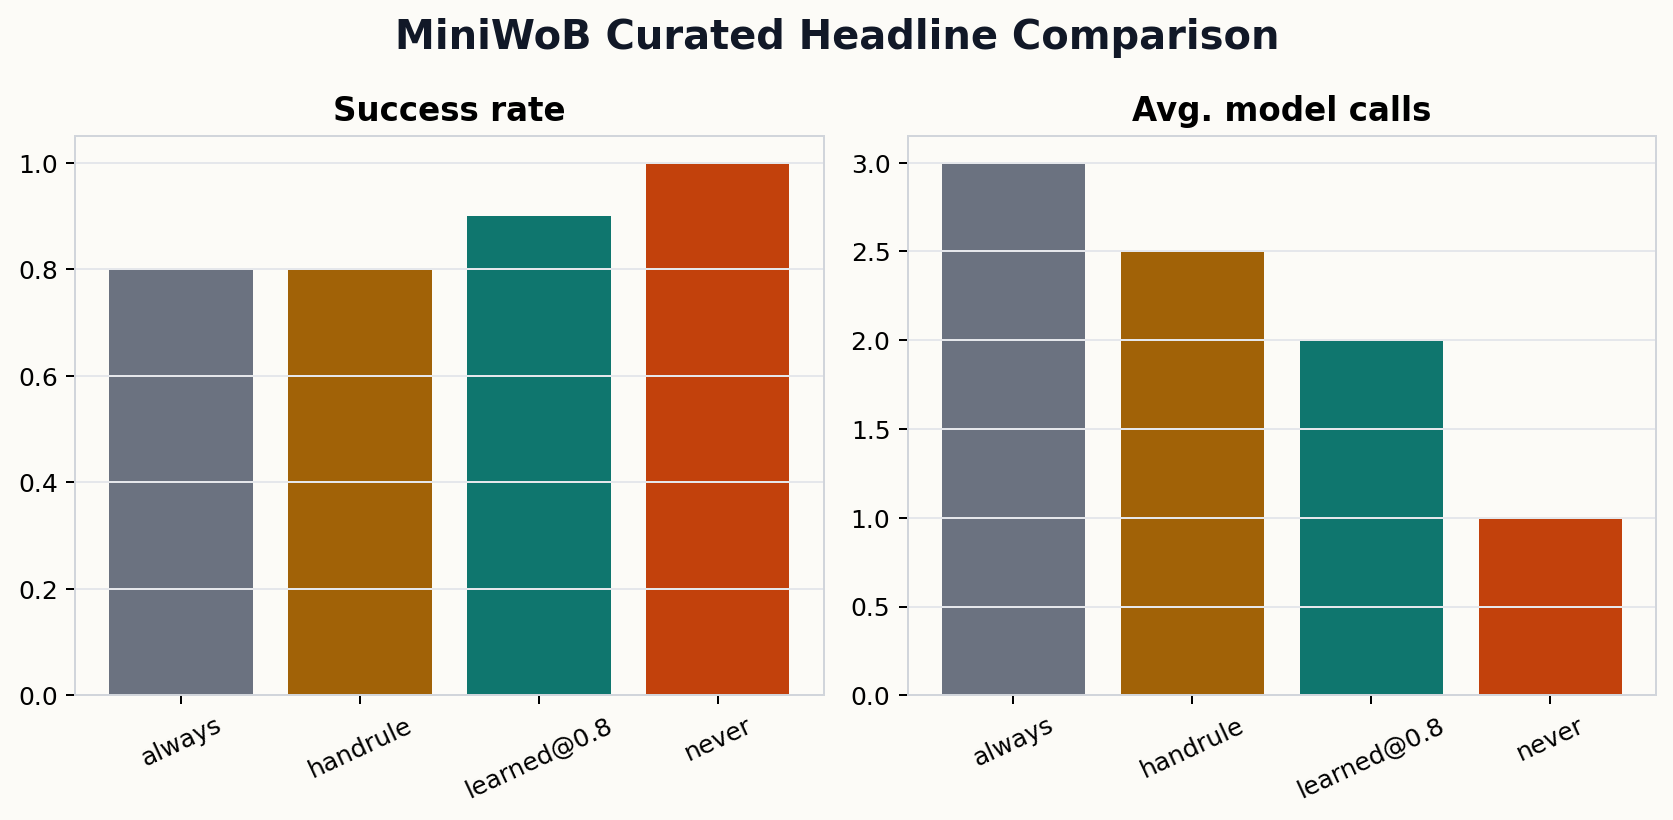 MiniWoB Curated Headline Comparison
Success rate
1.0
0.8
0.6
0.4
0.2
0.0
always
handrule
learned@0.8
never
Avg. model calls
3.0
2.5
2.0
1.5
1.0
0.5
0.0
always
handrule
learned@0.8
never